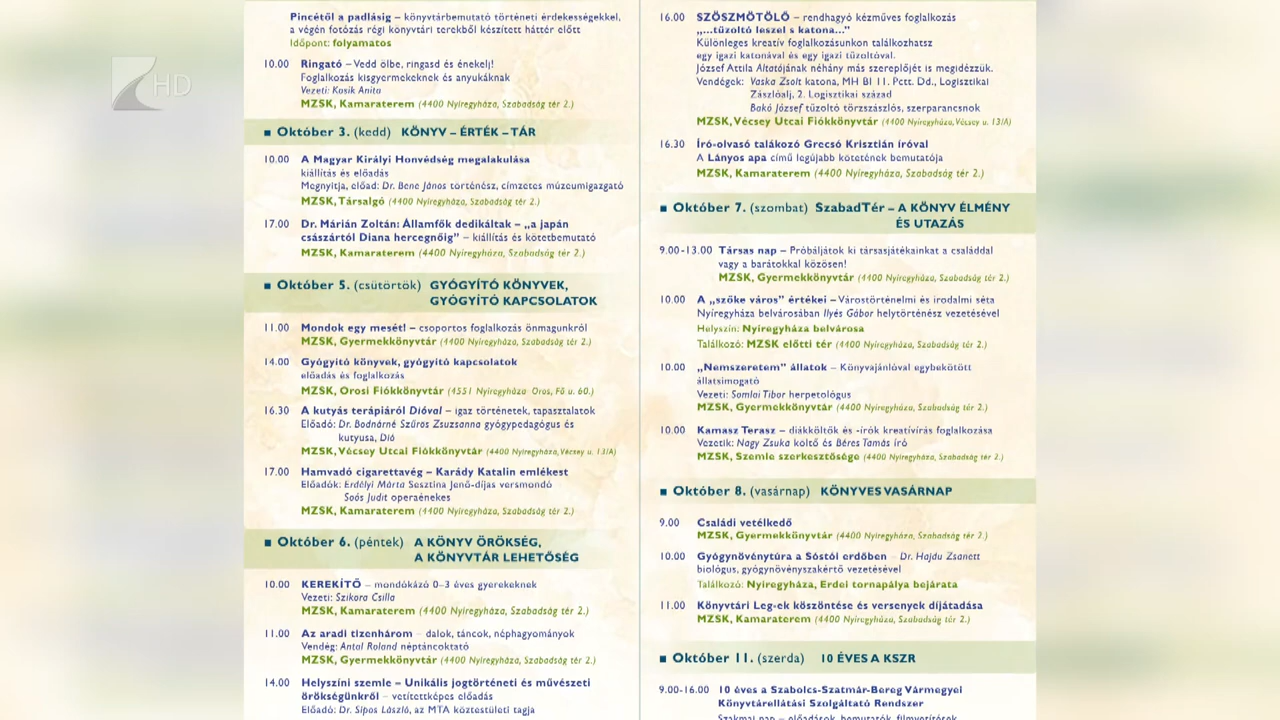 HD
Pincétől a padlásig – könyvtárbemutató történeti érdekességekkel,
a végén fotózás régi könyvtári terekből készített háttér előtt
Időpont: folyamatos
10.00 Ringató – Vedd ölbe, ringasd és énekelj!
Foglalkozás kisgyermekeknek és anyukáknak
Vezeti: Kosik Anita
MZSK, Kamaraterem (4400 Nyíregyháza, Szabadság tér 2.)
■ Október 3. (kedd) KÖNYV – ÉRTÉK – TÁR
10.00 A Magyar Királyi Honvédség megalakulása
kiállítás és előadás
Megnyitja, előad: Dr. Bene János történész, címzetes múzeumigazgató
MZSK, Társalgó (4400 Nyíregyháza, Szabadság tér 2.)
17.00 Dr. Márián Zoltán: Államfők dedikáltak – „a japán
császártól Diana hercegnőig” – kiállítás és kötetbemutató
MZSK, Kamaraterem (4400 Nyíregyháza, Szabadság tér 2.)
■ Október 5. (csütörtök) GYÓGYÍTÓ KÖNYVEK,
GYÓGYÍTÓ KAPCSOLATOK
11.00 Mondok egy mesét! – csoportos foglalkozás önmagunkról
MZSK, Gyermekkönyvtár (4400 Nyíregyháza, Szabadság tér 2.)
14.00 Gyógyító könyvek, gyógyító kapcsolatok
előadás és foglalkozás
MZSK, Orosi Fiókkönyvtár (4551 Nyíregyháza Oros, Fő u. 60.)
16.30 A kutyás terápiáról Dióval – igaz történetek, tapasztalatok
Előadó: Dr. Bodnárné Szűros Zsuzsanna gyógypedagógus és
kutyusa, Dió
MZSK, Vécsey Utcai Fiókkönyvtár (4400 Nyíregyháza, Vécsey u. 13/A)
17.00 Hamvadó cigarettavég – Karády Katalin emlékest
Előadók: Erdélyi Márta Sesztina Jenő-díjas versmondó
Soós Judit operaénekes
MZSK, Kamaraterem (4400 Nyíregyháza, Szabadság tér 2.)
■ Október 6. (péntek) A KÖNYV ÖRÖKSÉG,
A KÖNYVTÁR LEHETŐSÉG
10.00 KEREKÍTŐ – mondókázó 0–3 éves gyerekeknek
Vezeti: Szikora Csilla
MZSK, Kamaraterem (4400 Nyíregyháza, Szabadság tér 2.)
11.00 Az aradi tizenhárom – dalok, táncok, néphagyományok
Vendég: Antal Roland néptáncoktató
MZSK, Gyermekkönyvtár (4400 Nyíregyháza, Szabadság tér 2.)
14.00 Helyszíni szemle – Unikális jogtörténeti és művészeti
örökségünkről – vetítettképes előadás
Előadó: Dr. Sipos László, az MTA köztestületi tagja
16.00 SZÖSZMÖTÖLŐ – rendhagyó kézműves foglalkozás
„...tűzoltó leszel s katona...”
Különleges kreatív foglalkozásunkon találkozhatsz
egy igazi katonával és egy igazi tűzoltóval.
József Attila Altatójának néhány más szereplőjét is megidézzük.
Vendégek: Vaska Zsolt katona, MH BI 11. Pctt. Dd., Logisztikai
Zászlóalj, 2. Logisztikai század
Bakó József tűzoltó törzszászlós, szerparancsnok
MZSK, Vécsey Utcai Fiókkönyvtár (4400 Nyíregyháza, Vécsey u. 13/A)
16.30 Író-olvasó találkozó Grecsó Krisztián íróval
A Lányos apa című legújabb kötetének bemutatója
MZSK, Kamaraterem (4400 Nyíregyháza, Szabadság tér 2.)
■ Október 7. (szombat) SzabadTér – A KÖNYV ÉLMÉNY
ÉS UTAZÁS
9.00-13.00 Társas nap – Próbáljátok ki társasjátékainkat a családdal
vagy a barátokkal közösen!
MZSK, Gyermekkönyvtár (4400 Nyíregyháza, Szabadság tér 2.)
10.00 A „szőke város” értékei – Várostörténelmi és irodalmi séta
Nyíregyháza belvárosában Ilyés Gábor helytörténész vezetésével
Helyszín: Nyíregyháza belvárosa
Találkozó: MZSK előtti tér (4400 Nyíregyháza, Szabadság tér 2.)
10.00 „Nemszeretem” állatok – Könyvajánlóval egybekötött
állatsimogató
Vezeti: Somlai Tibor herpetológus
MZSK, Gyermekkönyvtár (4400 Nyíregyháza, Szabadság tér 2.)
10.00 Kamasz Terasz – diákköltők és -írók kreatívírás foglalkozása
Vezetik: Nagy Zsuka költő és Béres Tamás író
MZSK, Szemle szerkesztősége (4400 Nyíregyháza, Szabadság tér 2.)
■ Október 8. (vasárnap) KÖNYVES VASÁRNAP
9.00 Családi vetélkedő
MZSK, Gyermekkönyvtár (4400 Nyíregyháza, Szabadság tér 2.)
10.00 Gyógynövénytúra a Sóstói erdőben – Dr. Hajdu Zsanett
biológus, gyógynövényszakértő vezetésével
Találkozó: Nyíregyháza, Erdei tornapálya bejárata
11.00 Könyvtári Leg-ek köszöntése és versenyek díjátadása
MZSK, Kamaraterem (4400 Nyíregyháza, Szabadság tér 2.)
■ Október 11. (szerda) 10 ÉVES A KSZR
9.00-16.00 10 éves a Szabolcs-Szatmár-Bereg Vármegyei
Könyvtárellátási Szolgáltató Rendszer
Szakmai nap – előadások, bemutatók, filmvetítések